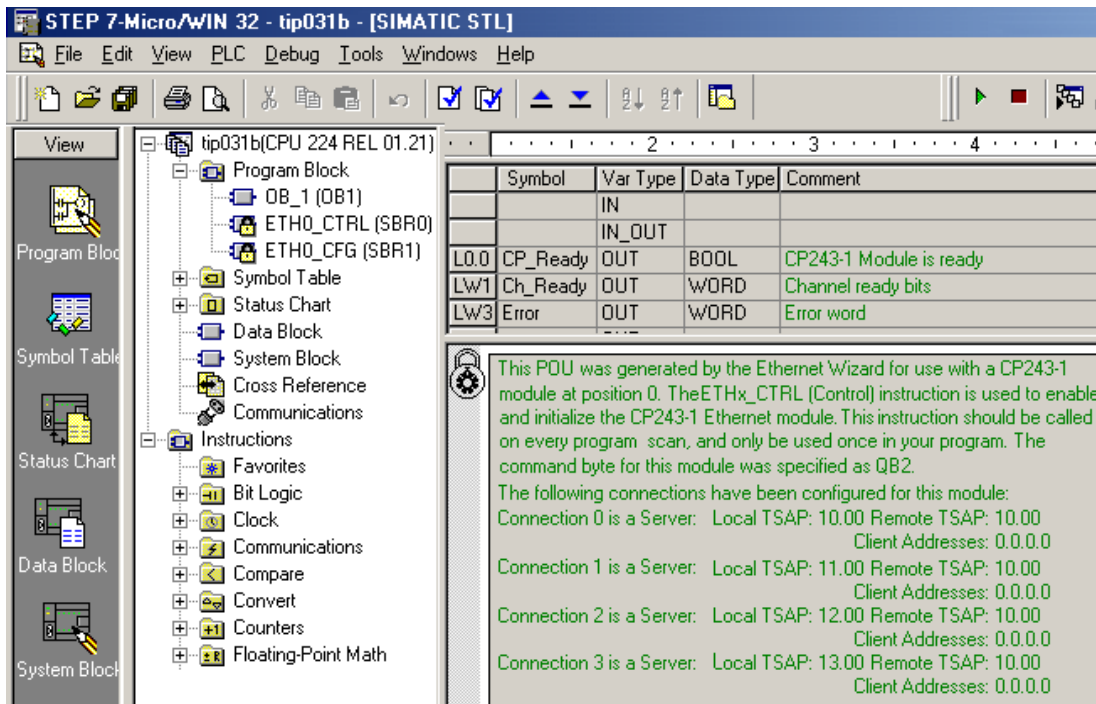 STEP 7-Micro/WIN 32 - tip031b - [SIMATIC STL]
File Edit View PLC Debug Tools Windows Help
View
Program Bloc
Symbol Table
Status Chart
Data Block
System Block
tip031b(CPU 224 REL 01.21)
Program Block
OB_1 (OB1)
ETH0_CTRL (SBR0)
ETH0_CFG (SBR1)
Symbol Table
Status Chart
Data Block
System Block
Cross Reference
Communications
Instructions
Favorites
Bit Logic
Clock
Communications
Compare
Convert
Counters
Floating-Point Math
2 3 4
Symbol Var Type Data Type Comment
IN
IN_OUT
L0.0 CP_Ready OUT BOOL CP243-1 Module is ready
LW1 Ch_Ready OUT WORD Channel ready bits
LW3 Error OUT WORD Error word
This POU was generated by the Ethernet Wizard for use with a CP243-1
module at position 0. TheETHx_CTRL (Control) instruction is used to enable
and initialize the CP243-1 Ethernet module. This instruction should be called
on every program scan, and only be used once in your program. The
command byte for this module was specified as QB2.
The following connections have been configured for this module:
Connection 0 is a Server: Local TSAP: 10.00 Remote TSAP: 10.00
Client Addresses: 0.0.0.0
Connection 1 is a Server: Local TSAP: 11.00 Remote TSAP: 10.00
Client Addresses: 0.0.0.0
Connection 2 is a Server: Local TSAP: 12.00 Remote TSAP: 10.00
Client Addresses: 0.0.0.0
Connection 3 is a Server: Local TSAP: 13.00 Remote TSAP: 10.00
Client Addresses: 0.0.0.0